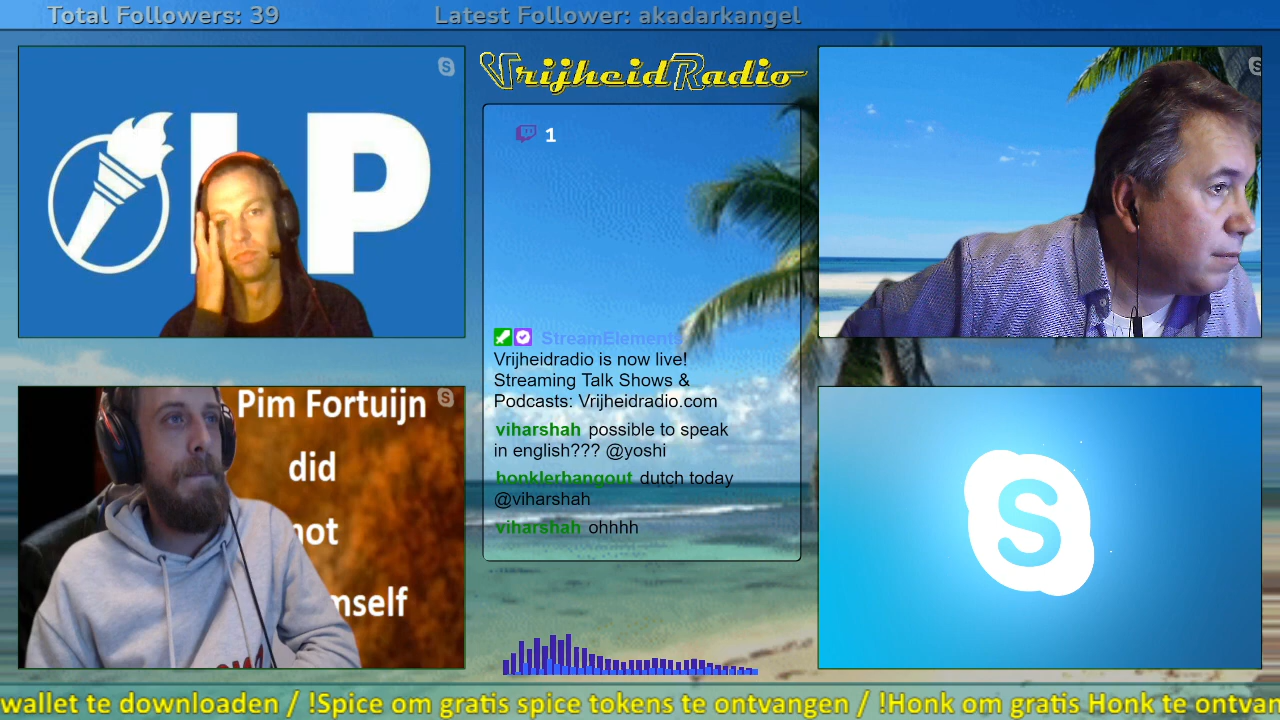 Total Followers: 39
Latest Follower: akadarkangel
VrijheidRadio
LP
1
StreamElements
Vrijheidradio is now live!
Streaming Talk Shows &
Podcasts: Vrijheidradio.com
viharshah possible to speak
in english??? @yoshi
honklerhangout dutch today
@viharshah
viharshah ohhhh
Pim Fortuijn
did
not
mself
S
wallet te downloaden / !Spice om gratis spice tokens te ontvangen / !Honk om gratis Honk te ontvan